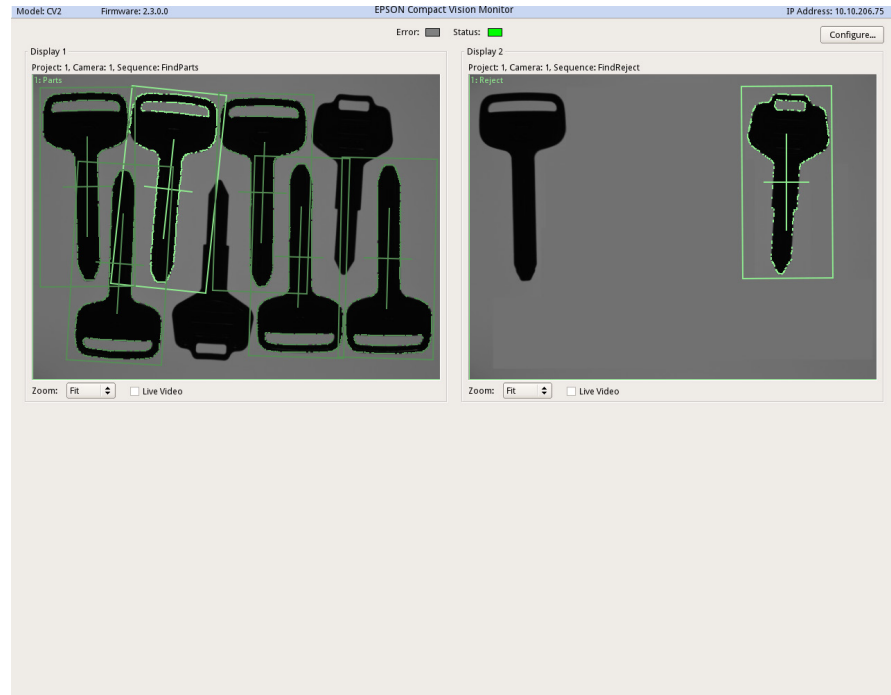 Model: CV2 Firmware: 2.3.0.0 EPSON Compact Vision Monitor IP Address: 10.10.206.75
Error: Status: Configure...
Display 1
Project: 1, Camera: 1, Sequence: FindParts
1: Parts
Zoom: Fit Live Video
Display 2
Project: 1, Camera: 1, Sequence: FindReject
1: Reject
Zoom: Fit Live Video